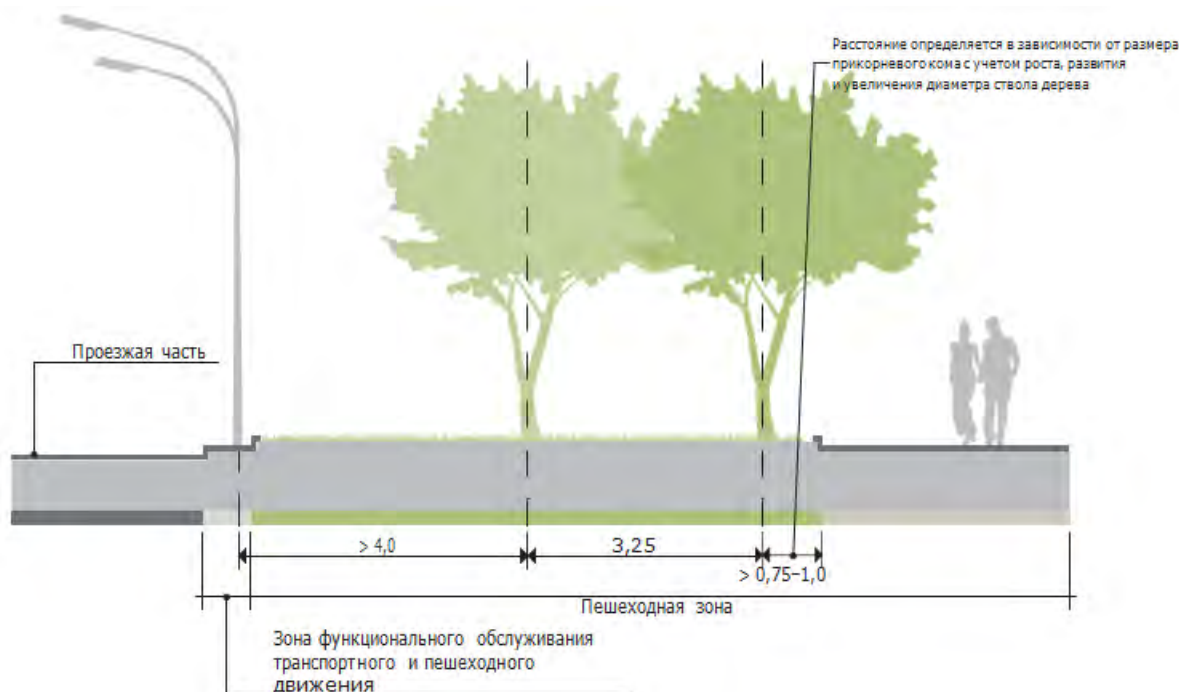 Расстояние определяется в зависимости от размера
прикорневого кома с учетом роста, развития
и увеличения диаметра ствола дерева
Проезжая часть
> 4,0
3,25
> 0,75–1,0
Пешеходная зона
Зона функционального обслуживания
транспортного и пешеходного
движения